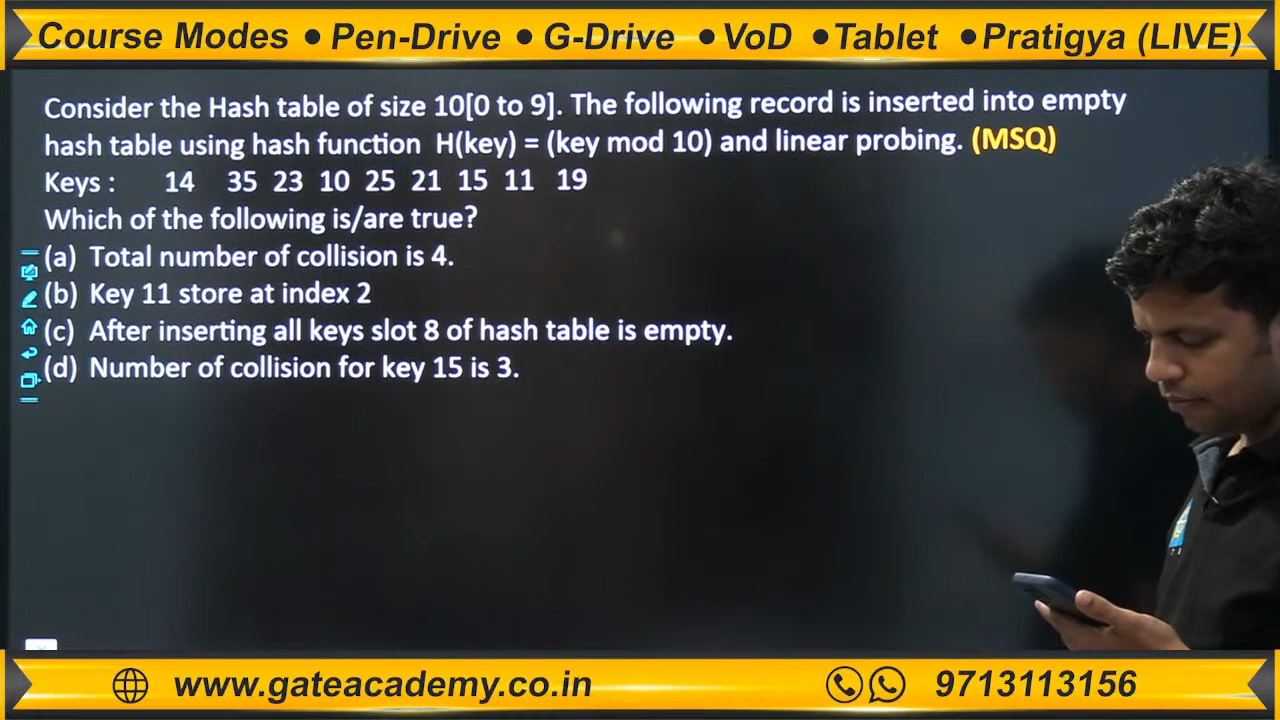 Course Modes • Pen-Drive • G-Drive • VoD • Tablet • Pratigya (LIVE)
Consider the Hash table of size 10[0 to 9]. The following record is inserted into empty
hash table using hash function H(key) = (key mod 10) and linear probing. (MSQ)
Keys : 14 35 23 10 25 21 15 11 19
Which of the following is/are true?
(a) Total number of collision is 4.
(b) Key 11 store at index 2
(c) After inserting all keys slot 8 of hash table is empty.
(d) Number of collision for key 15 is 3.
www.gateacademy.co.in 9713113156